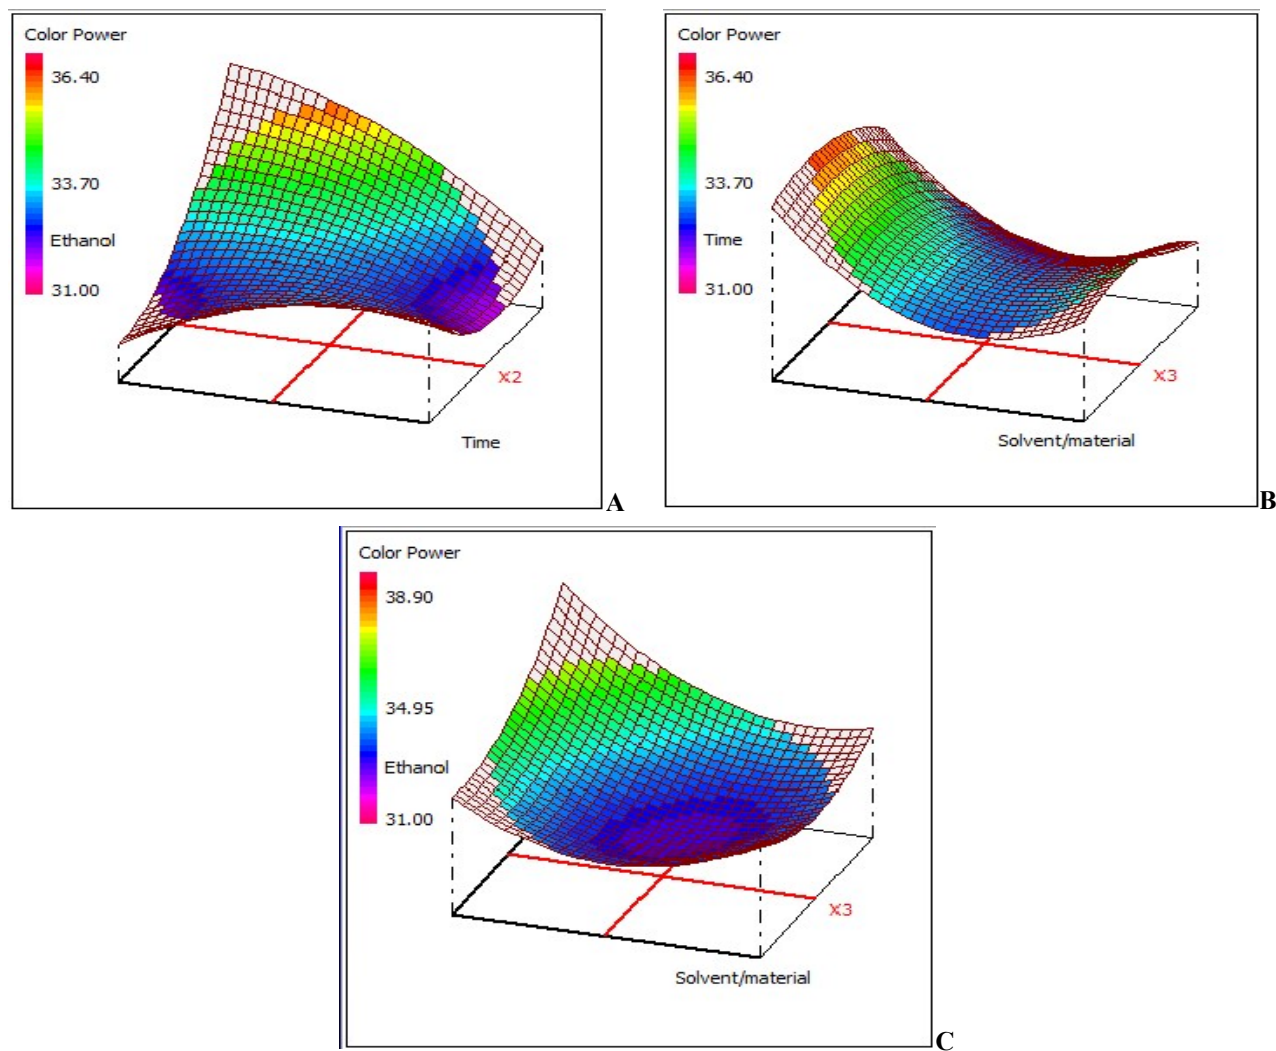 Color Power
36.40
33.70
Ethanol
31.00
X2
Time
A
Color Power
36.40
33.70
Time
31.00
X3
Solvent/material
B
Color Power
38.90
34.95
Ethanol
31.00
X3
Solvent/material
C